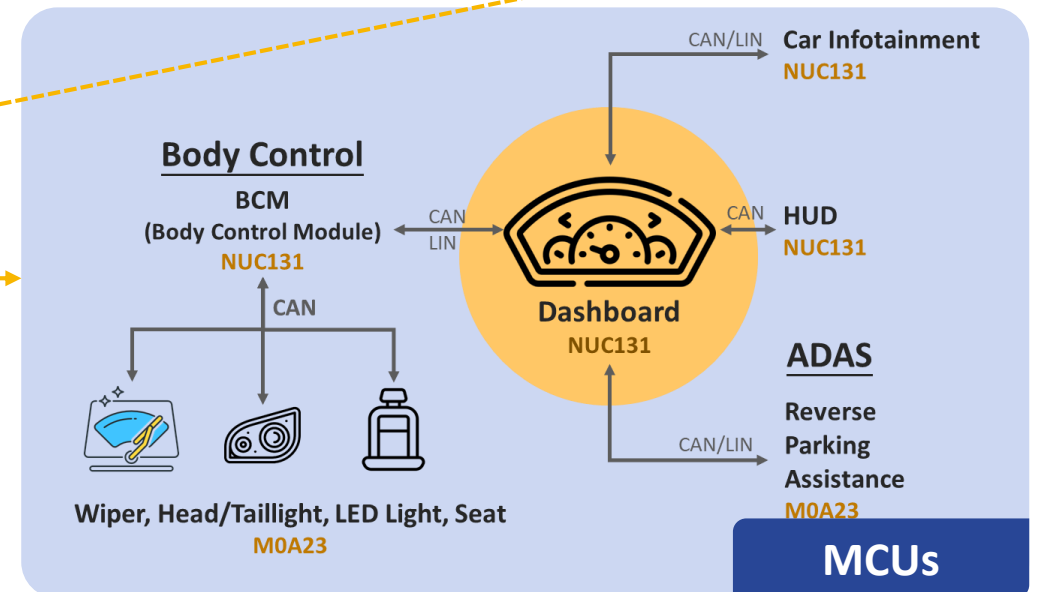 CAN/LIN
Car Infotainment
NUC131
Body Control
BCM
(Body Control Module)
NUC131
CAN
LIN
CAN
HUD
NUC131
Dashboard
NUC131
CAN
ADAS
Reverse
Parking
Assistance
M0A23
CAN/LIN
Wiper, Head/Taillight, LED Light, Seat
M0A23
MCUs